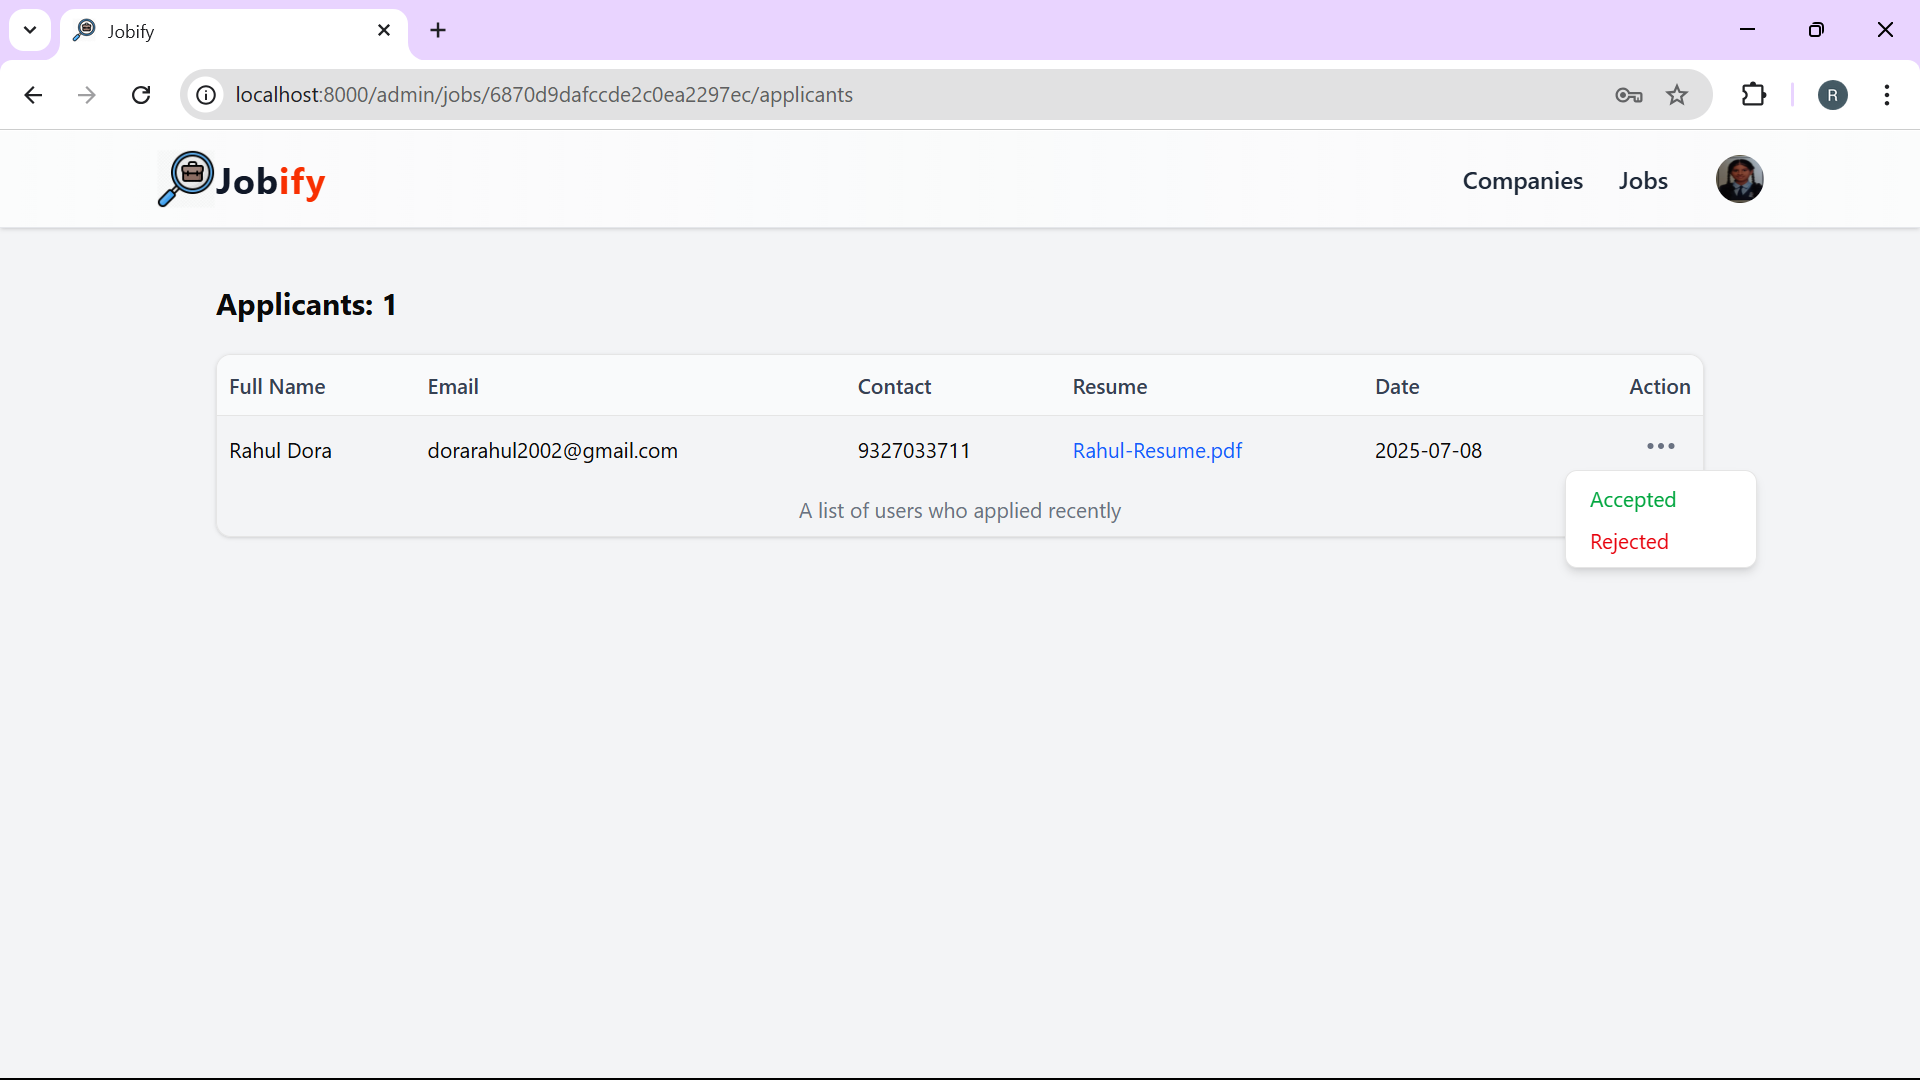 Jobify
localhost:8000/admin/jobs/6870d9dafccde2c0ea2297ec/applicants
R
Jobify
Companies Jobs
Applicants: 1
Full Name Email Contact Resume Date Action
Rahul Dora dorarahul2002@gmail.com 9327033711 Rahul-Resume.pdf 2025-07-08
Accepted
A list of users who applied recently
Rejected